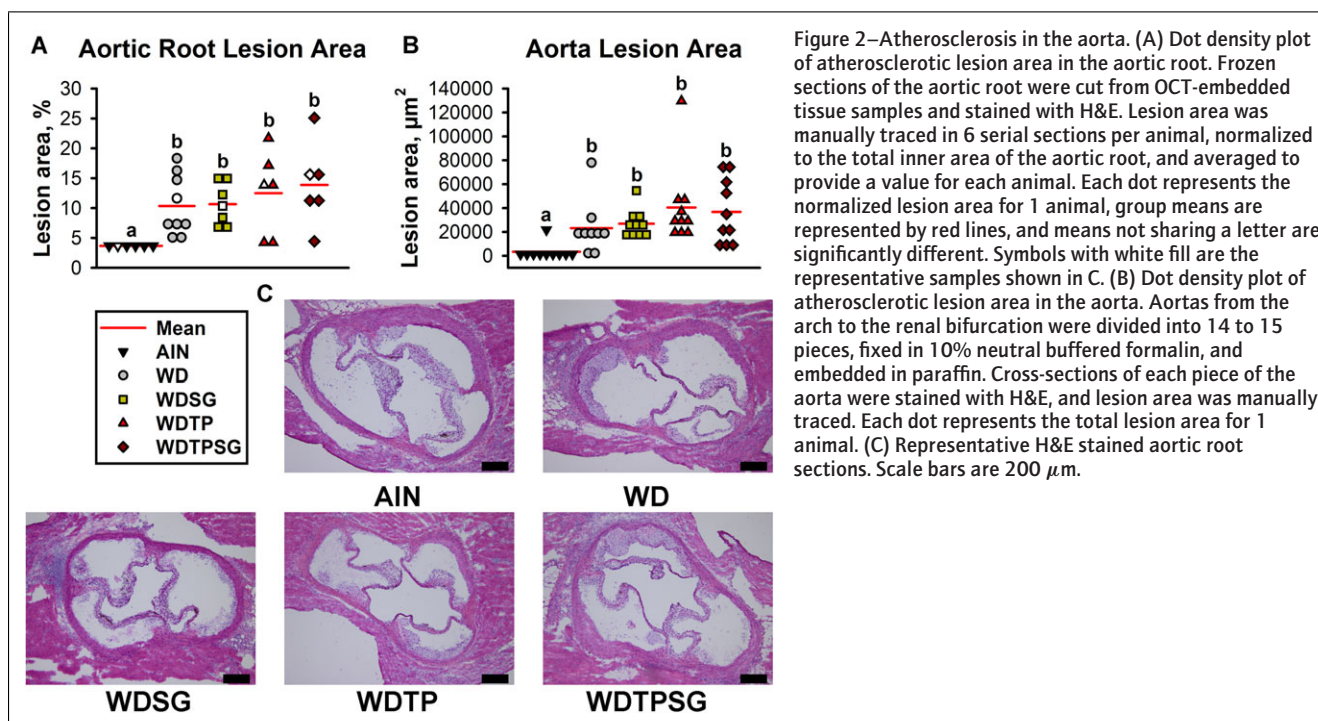 A Aortic Root Lesion Area
Lesion area, %
30
25
20
15
10
5
0
a
b
b
b
b
B Aorta Lesion Area
Lesion area, µm²
140000
120000
100000
80000
60000
40000
20000
0
a
b
b
b
b
Mean
AIN
WD
WDSG
WDTP
WDTPSG
C
AIN
WD
WDSG
WDTP
WDTPSG
Figure 2–Atherosclerosis in the aorta. (A) Dot density plot
of atherosclerotic lesion area in the aortic root. Frozen
sections of the aortic root were cut from OCT-embedded
tissue samples and stained with H&E. Lesion area was
manually traced in 6 serial sections per animal, normalized
to the total inner area of the aortic root, and averaged to
provide a value for each animal. Each dot represents the
normalized lesion area for 1 animal, group means are
represented by red lines, and means not sharing a letter are
significantly different. Symbols with white fill are the
representative samples shown in C. (B) Dot density plot of
atherosclerotic lesion area in the aorta. Aortas from the
arch to the renal bifurcation were divided into 14 to 15
pieces, fixed in 10% neutral buffered formalin, and
embedded in paraffin. Cross-sections of each piece of the
aorta were stained with H&E, and lesion area was manually
traced. Each dot represents the total lesion area for 1
animal. (C) Representative H&E stained aortic root
sections. Scale bars are 200 µm.